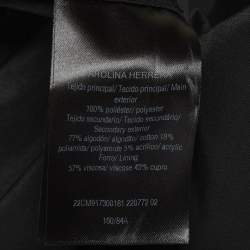 CAROLINA HERRERA
Tejido principal/ Tecido principal/ Main
exterior
100% poliéster/ polyester
Tejido secundario/ Tecido secundário/
Secondary exterior
77% algodón/ algodão/ cotton 18%
poliamida/ polyamide 5% acrílico/ acrylic
Forro/ Lining
57% viscosa/ viscose 43% cupro
22CM917300181 220772 02
160/84A